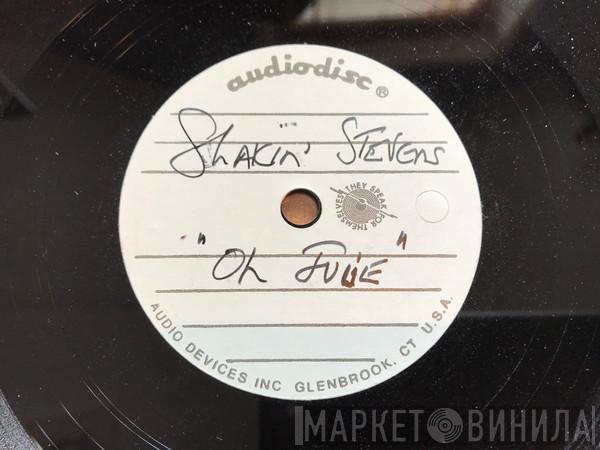 audiodisc ®
Shakin' Stevens
THEY SPEAK FOR THEMSELVES
"Oh Julie"
AUDIO DEVICES INC GLENBROOK, CT U.S.A.
МАРКЕТ ВИНИЛА